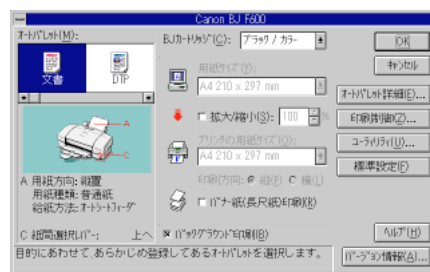 Canon BJ F600
ｵｰﾄﾊﾟﾚｯﾄ(M):
文書
DTP
A
C
A 用紙方向: 縦置
用紙種類: 普通紙
給紙方法: ｵｰﾄｼｰﾄﾌｨｰﾀﾞ
C 紙間選択ﾚﾊﾞｰ: 上へ
BJｶｰﾄﾘｯｼﾞ(C): ﾌﾞﾗｯｸ / ｶﾗｰ
用紙ｻｲｽﾞ(Y):
A4 210 x 297 mm
拡大/縮小(S): 100 %
ﾌﾟﾘﾝﾀの用紙ｻｲｽﾞ(O):
A4 210 x 297 mm
印刷方向: 縦(P) 横(L)
ﾊﾞﾅｰ紙(長尺紙)印刷(R)
ﾊﾞｯｸｸﾞﾗｳﾝﾄﾞ印刷(B)
OK
ｷｬﾝｾﾙ
ｵｰﾄﾊﾟﾚｯﾄ詳細(E)...
印刷制御(Z)...
ﾕｰﾃｨﾘﾃｨ(U)...
標準設定(F)
ﾍﾙﾌﾟ(H)
ﾊﾞｰｼﾞｮﾝ情報(A)...
目的にあわせて、あらかじめ登録してあるｵｰﾄﾊﾟﾚｯﾄを選択します。